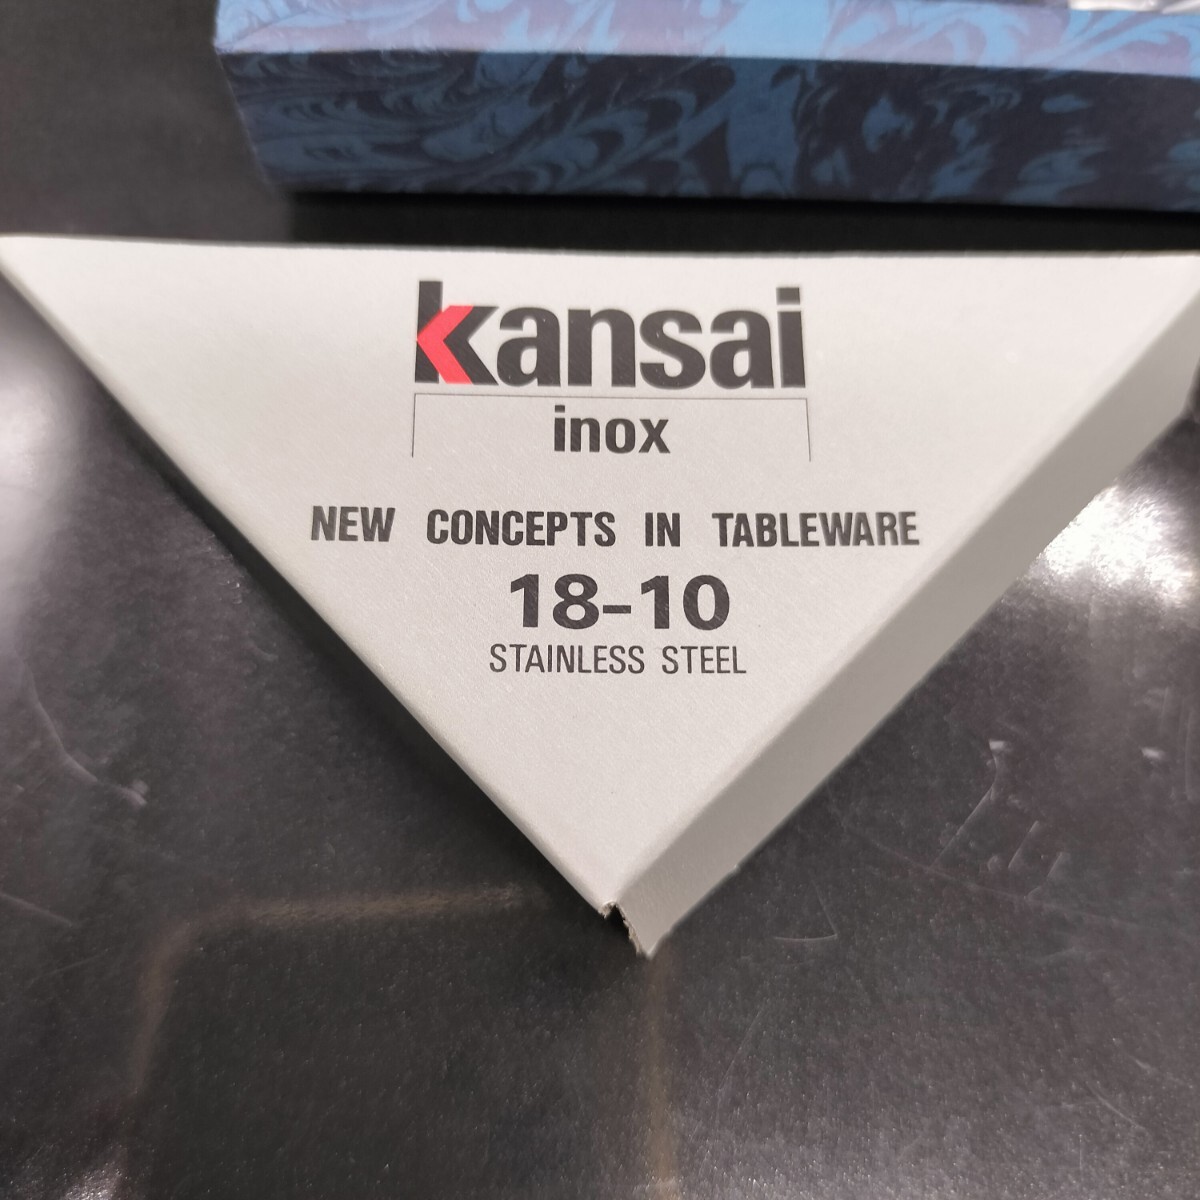 kansai
inox
NEW CONCEPTS IN TABLEWARE
18-10
STAINLESS STEEL